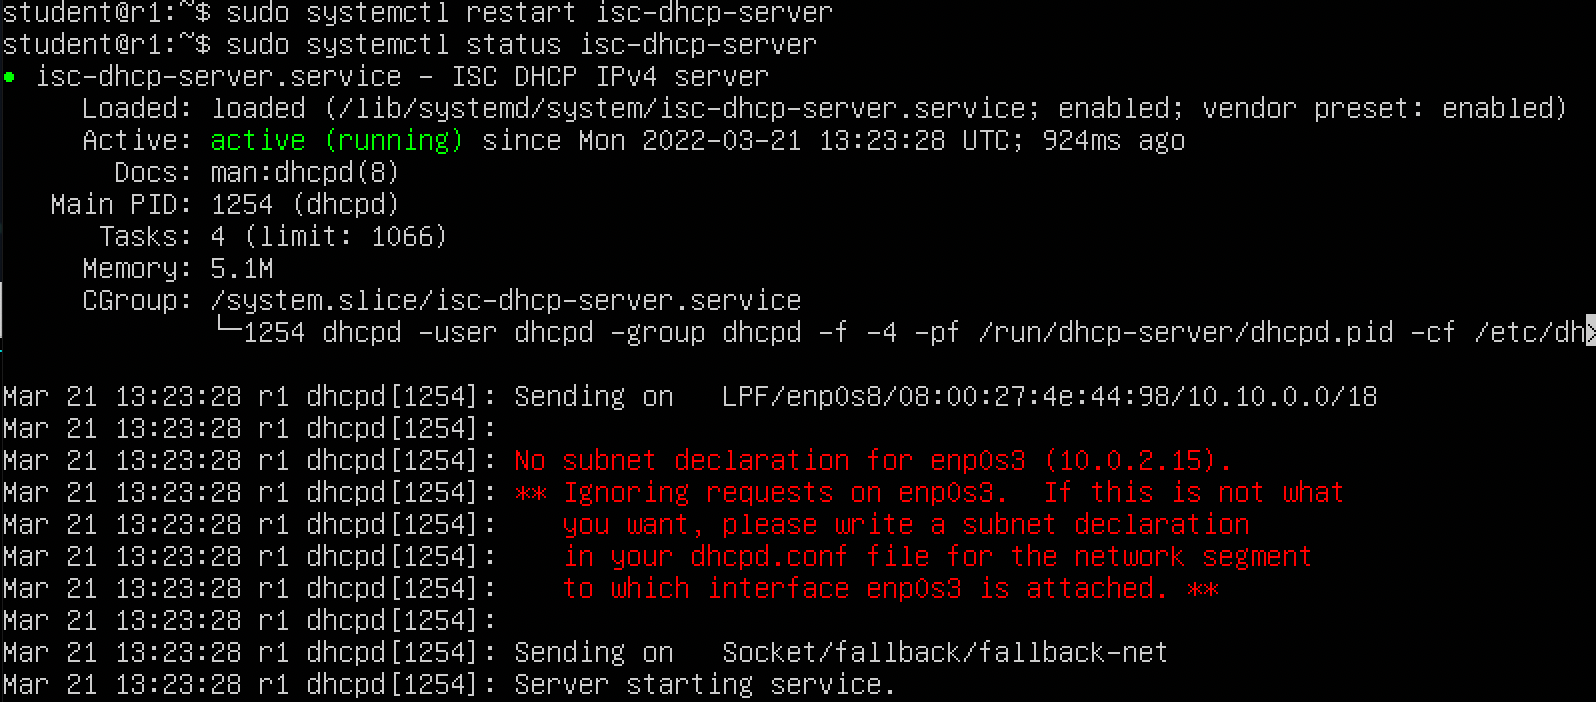 student@r1:~$ sudo systemctl restart isc-dhcp-server
student@r1:~$ sudo systemctl status isc-dhcp-server
● isc-dhcp-server.service - ISC DHCP IPv4 server
     Loaded: loaded (/lib/systemd/system/isc-dhcp-server.service; enabled; vendor preset: enabled)
     Active: active (running) since Mon 2022-03-21 13:23:28 UTC; 924ms ago
       Docs: man:dhcpd(8)
   Main PID: 1254 (dhcpd)
      Tasks: 4 (limit: 1066)
     Memory: 5.1M
     CGroup: /system.slice/isc-dhcp-server.service
             └─1254 dhcpd -user dhcpd -group dhcpd -f -4 -pf /run/dhcp-server/dhcpd.pid -cf /etc/dh>
Mar 21 13:23:28 r1 dhcpd[1254]: Sending on   LPF/enp0s8/08:00:27:4e:44:98/10.10.0.0/18
Mar 21 13:23:28 r1 dhcpd[1254]:
Mar 21 13:23:28 r1 dhcpd[1254]: No subnet declaration for enp0s3 (10.0.2.15).
Mar 21 13:23:28 r1 dhcpd[1254]: ** Ignoring requests on enp0s3.  If this is not what
Mar 21 13:23:28 r1 dhcpd[1254]:    you want, please write a subnet declaration
Mar 21 13:23:28 r1 dhcpd[1254]:    in your dhcpd.conf file for the network segment
Mar 21 13:23:28 r1 dhcpd[1254]:    to which interface enp0s3 is attached. **
Mar 21 13:23:28 r1 dhcpd[1254]:
Mar 21 13:23:28 r1 dhcpd[1254]: Sending on   Socket/fallback/fallback-net
Mar 21 13:23:28 r1 dhcpd[1254]: Server starting service.